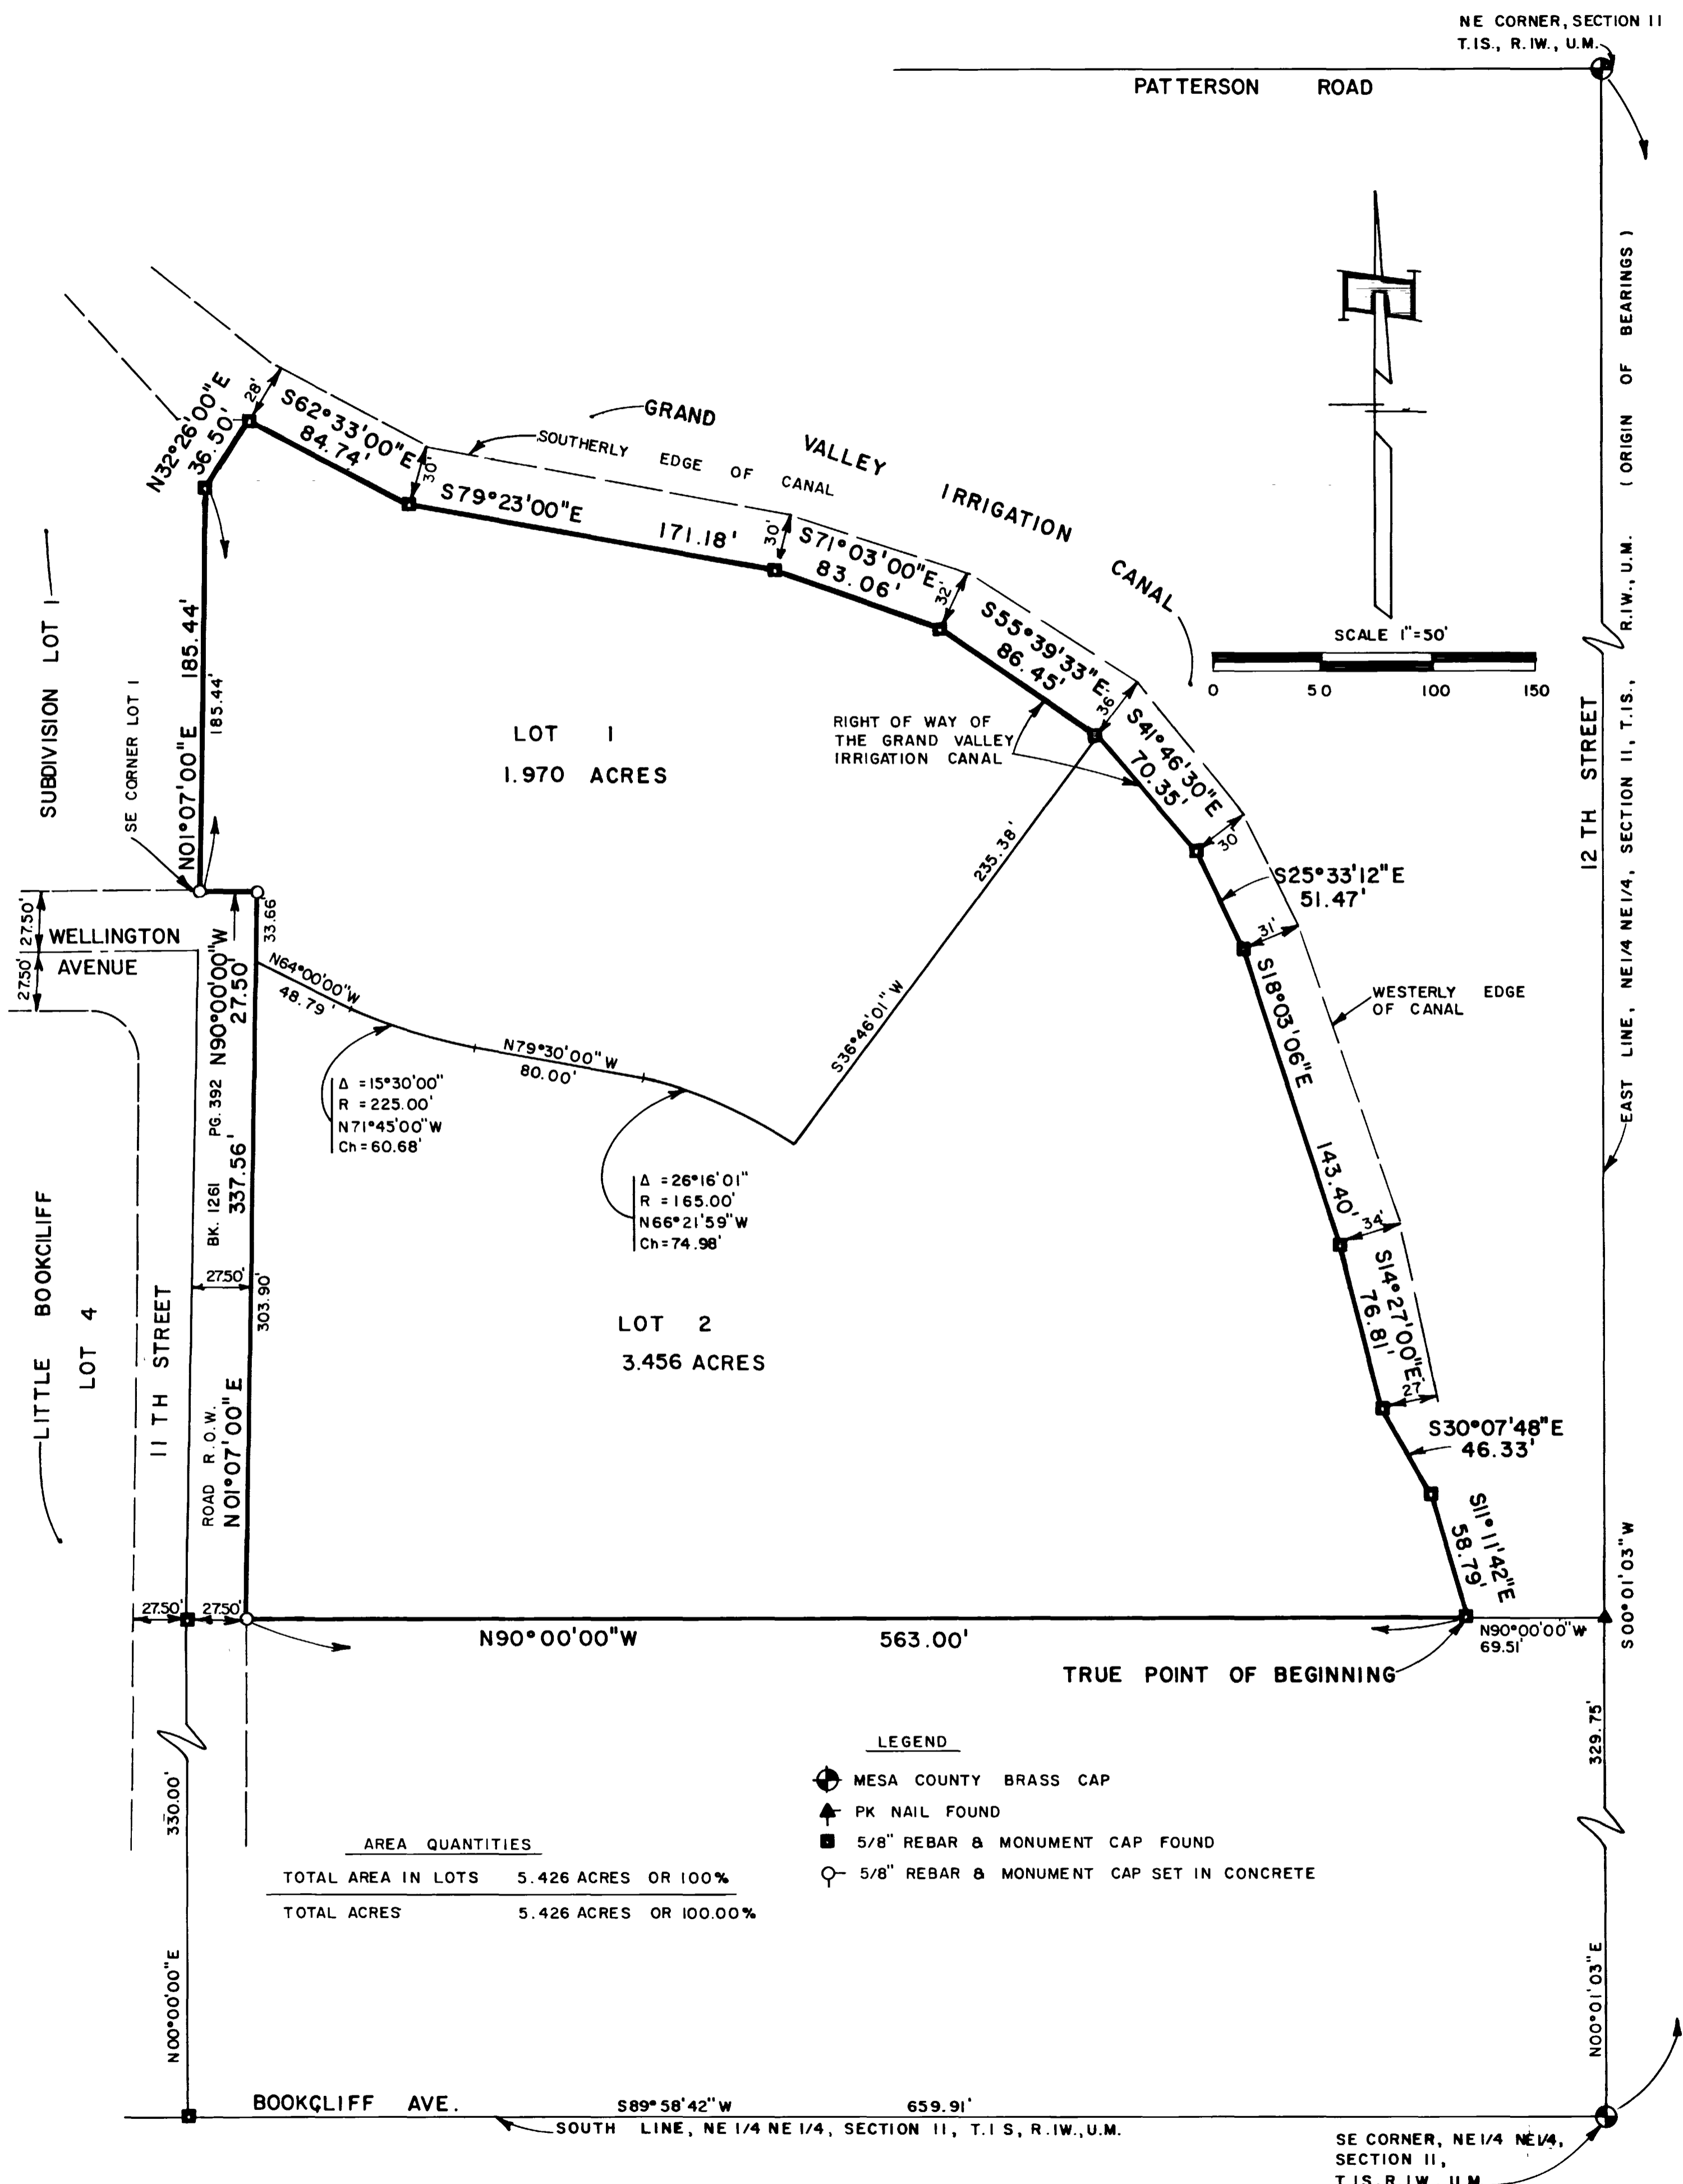 NE CORNER, SECTION 11
T.1S., R.1W., U.M.
PATTERSON ROAD
( ORIGIN OF BEARINGS )
EAST LINE, NE1/4 NE1/4, SECTION 11, T.1S., R.1W., U.M.
12 TH STREET
SCALE 1"=50'
0 50 100 150
GRAND VALLEY IRRIGATION CANAL
SOUTHERLY EDGE OF CANAL
N32°26'00"E
36.50'
28'
S62°33'00"E
84.74'
30'
S79°23'00"E
171.18'
30'
S71°03'00"E
83.06'
32'
S55°39'33"E
86.45'
36'
S41°46'30"E
70.35'
30'
S25°33'12"E
51.47'
31'
S18°03'06"E
143.40'
WESTERLY EDGE
OF CANAL
34'
S14°27'00"E
76.81'
27'
S30°07'48"E
46.33'
S11°11'42"E
58.79'
RIGHT OF WAY OF
THE GRAND VALLEY
IRRIGATION CANAL
LOT 1
1.970 ACRES
SUBDIVISION LOT 1
SE CORNER LOT 1
N01°07'00"E 185.44'
185.44'
27.50'
WELLINGTON
AVENUE
27.50'
N90°00'00"W
27.50'
33.66'
N64°00'00"W
48.79'
Δ =15°30'00"
R =225.00'
N71°45'00"W
Ch=60.68'
N79°30'00"W
80.00'
Δ =26°16'01"
R =165.00'
N66°21'59"W
Ch=74.98'
S36°46'01"W
235.38'
LOT 2
3.456 ACRES
LITTLE BOOKCLIFF
LOT 4
11 TH STREET
ROAD R.O.W. BK. 1261 PG. 392
N01°07'00"E 337.56'
27.50'
303.90'
27.50' 27.50'
N90°00'00"W 563.00'
N90°00'00"W
69.51'
S00°01'03"W
TRUE POINT OF BEGINNING
329.75'
N00°01'03"E
330.00'
N00°00'00"E
LEGEND
MESA COUNTY BRASS CAP
PK NAIL FOUND
5/8" REBAR & MONUMENT CAP FOUND
5/8" REBAR & MONUMENT CAP SET IN CONCRETE
AREA QUANTITIES
TOTAL AREA IN LOTS 5.426 ACRES OR 100%
TOTAL ACRES 5.426 ACRES OR 100.00%
BOOKCLIFF AVE.
S89°58'42"W 659.91'
SOUTH LINE, NE 1/4 NE 1/4, SECTION 11, T.1 S, R.1W.,U.M.
SE CORNER, NE1/4 NE1/4,
SECTION 11,
T.1S.,R.1W., U.M.